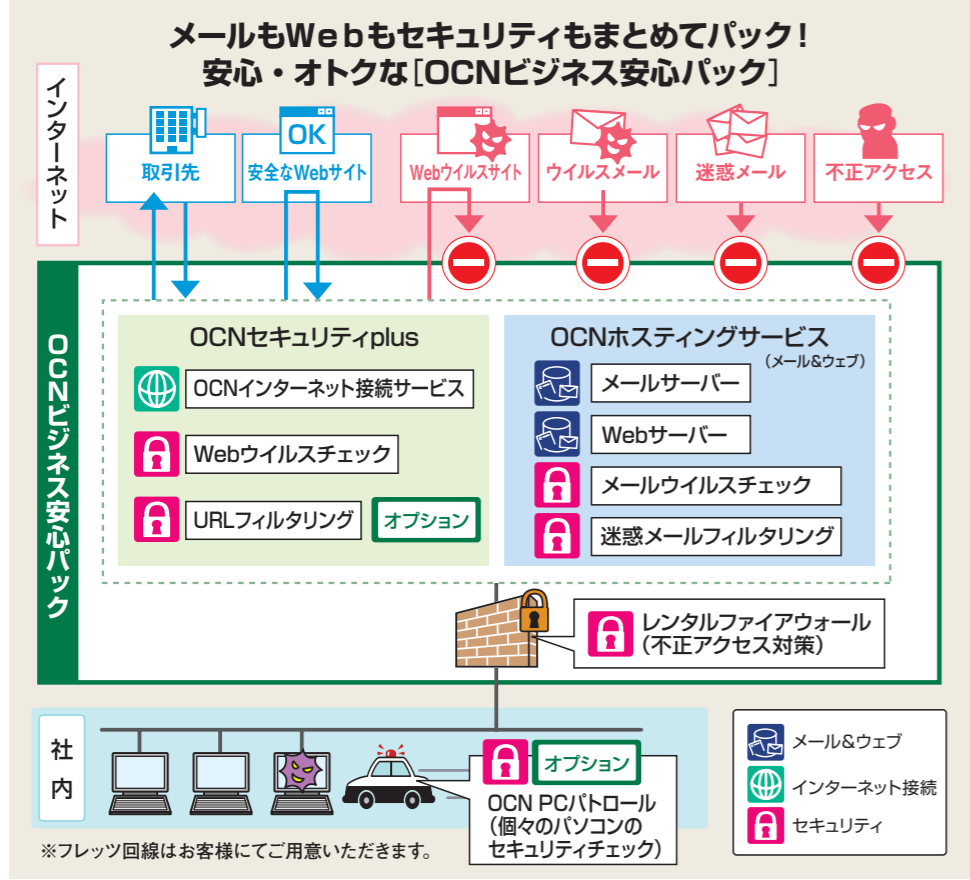 メールもWebもセキュリティもまとめてパック!
安心・オトクな[OCNビジネス安心パック]
インターネット
取引先
OK
安全なWebサイト
Webウイルスサイト
ウイルスメール
迷惑メール
不正アクセス
OCNビジネス安心パック
OCNセキュリティplus
OCNインターネット接続サービス
Webウイルスチェック
URLフィルタリング
オプション
OCNホスティングサービス
(メール&ウェブ)
メールサーバー
Webサーバー
メールウイルスチェック
迷惑メールフィルタリング
レンタルファイアウォール
(不正アクセス対策)
社内
オプション
OCN PCパトロール
(個々のパソコンの
セキュリティチェック)
メール&ウェブ
インターネット接続
セキュリティ
※フレッツ回線はお客様にてご用意いただきます。